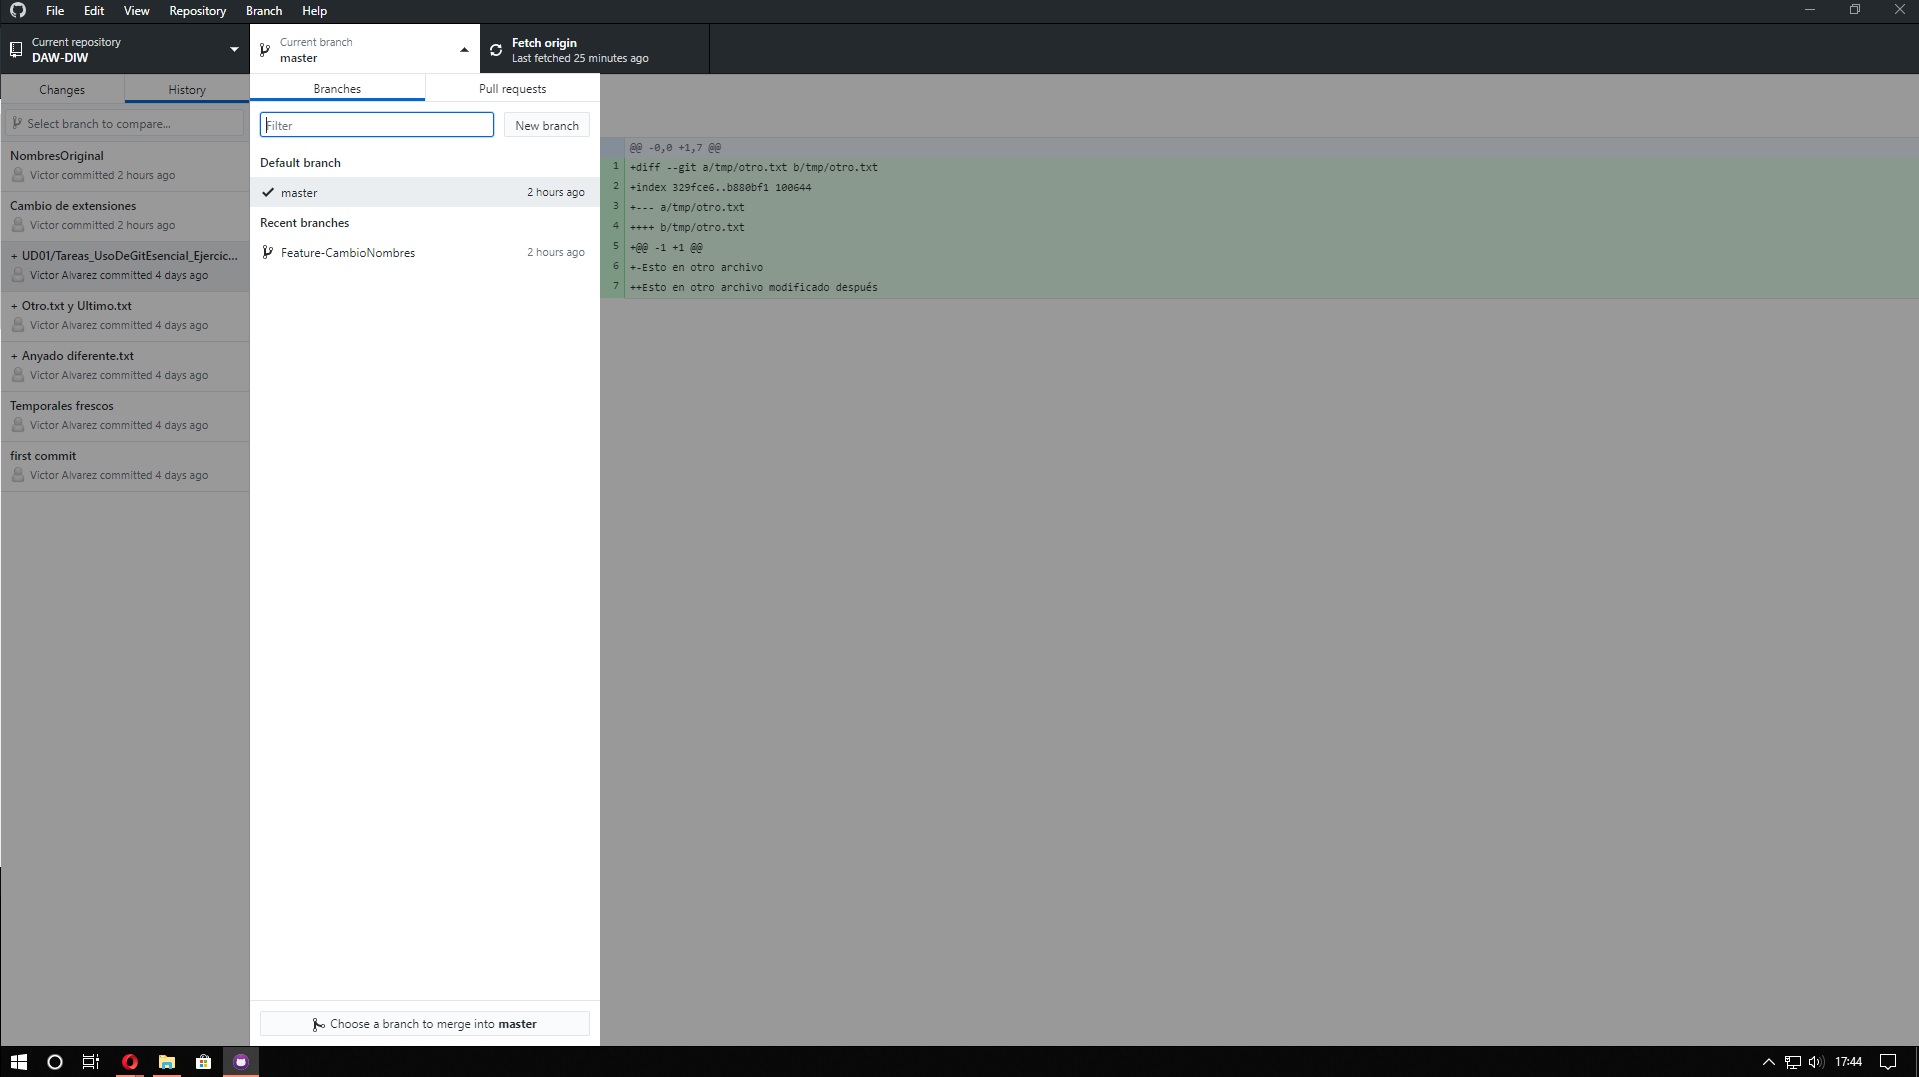 File Edit View Repository Branch Help
Current repository
DAW-DIW
Current branch
master
Fetch origin
Last fetched 25 minutes ago
Changes
History
Select branch to compare...
NombresOriginal
Victor committed 2 hours ago
Cambio de extensiones
Victor committed 2 hours ago
+ UD01/Tareas_UsoDeGitEsencial_Ejercic...
Victor Alvarez committed 4 days ago
+ Otro.txt y Ultimo.txt
Victor Alvarez committed 4 days ago
+ Anyado diferente.txt
Victor Alvarez committed 4 days ago
Temporales frescos
Victor Alvarez committed 4 days ago
first commit
Victor Alvarez committed 4 days ago
Branches
Pull requests
Filter
New branch
Default branch
master 2 hours ago
Recent branches
Feature-CambioNombres 2 hours ago
Choose a branch to merge into master
@@ -0,0 +1,7 @@
1 +diff --git a/tmp/otro.txt b/tmp/otro.txt
2 +index 329fce6..b880bf1 100644
3 +--- a/tmp/otro.txt
4 ++++ b/tmp/otro.txt
5 +@@ -1 +1 @@
6 +-Esto en otro archivo
7 ++Esto en otro archivo modificado después
17:44